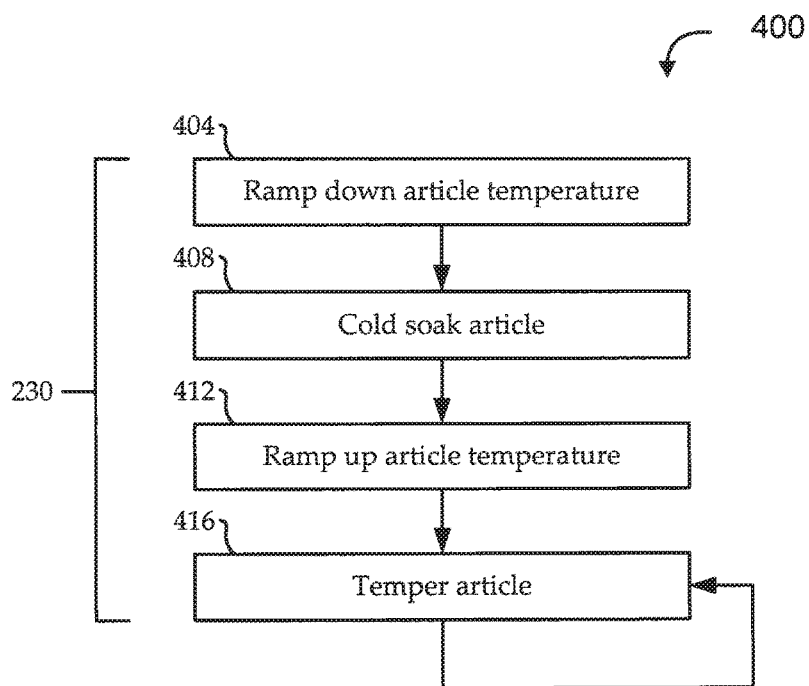 400
404
Ramp down article temperature
408
Cold soak article
230
412
Ramp up article temperature
416
Temper article